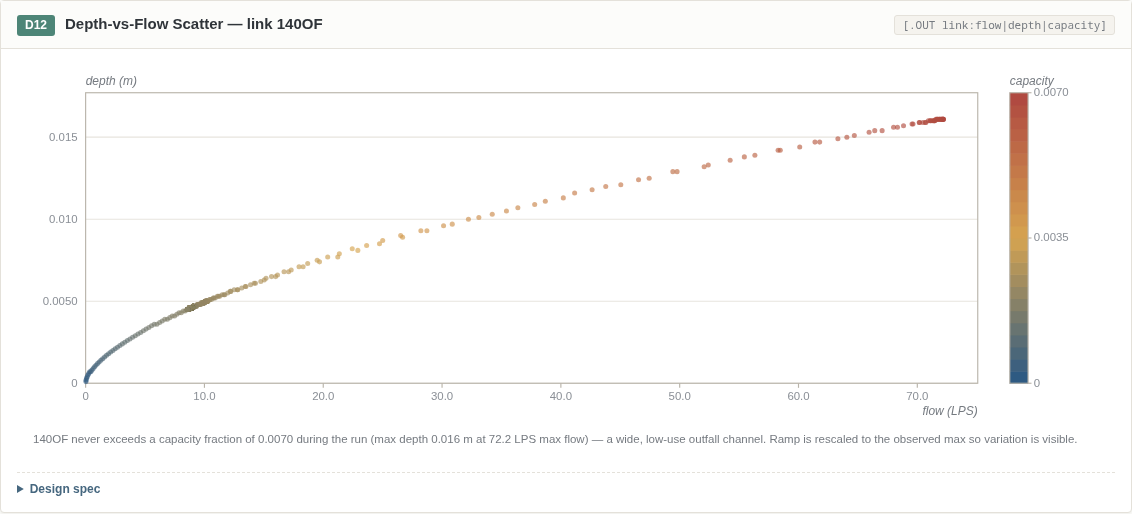 D12 Depth-vs-Flow Scatter — link 140OF [.OUT link:flow|depth|capacity]
depth (m) capacity
0.0070
0.015
0.010
0.0035
0.0050
0 0
0 10.0 20.0 30.0 40.0 50.0 60.0 70.0
flow (LPS)
140OF never exceeds a capacity fraction of 0.0070 during the run (max depth 0.016 m at 72.2 LPS max flow) — a wide, low-use outfall channel. Ramp is rescaled to the observed max so variation is visible.
Design spec